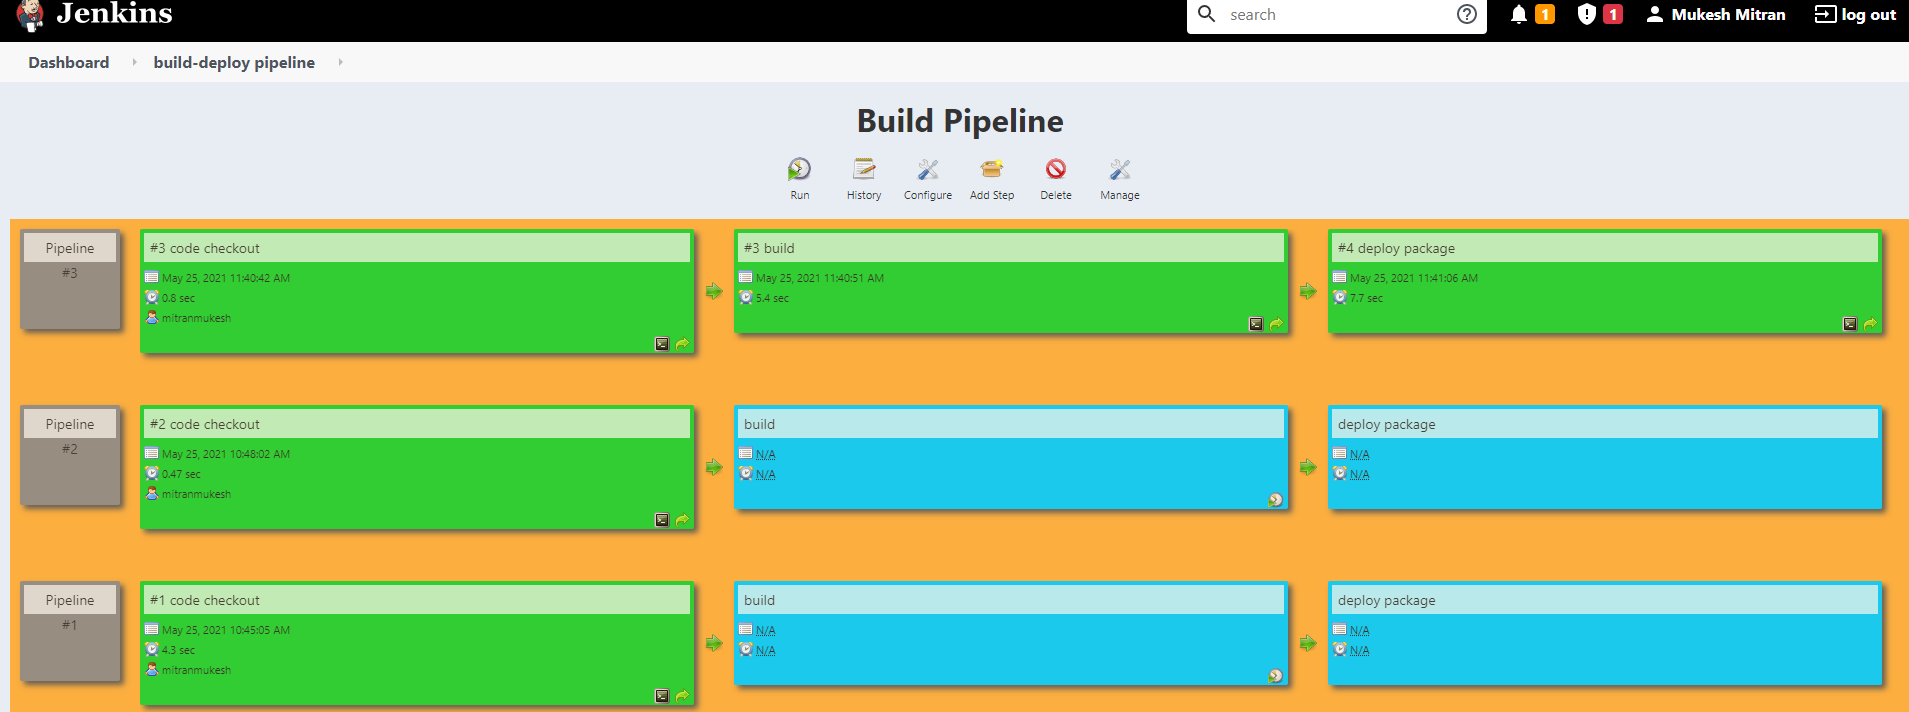 Jenkins
search
1
1
Mukesh Mitran
log out
Dashboard
build-deploy pipeline
Build Pipeline
Run
History
Configure
Add Step
Delete
Manage
Pipeline
#3
#3 code checkout
May 25, 2021 11:40:42 AM
0.8 sec
mitranmukesh
#3 build
May 25, 2021 11:40:51 AM
5.4 sec
#4 deploy package
May 25, 2021 11:41:06 AM
7.7 sec
Pipeline
#2
#2 code checkout
May 25, 2021 10:48:02 AM
0.47 sec
mitranmukesh
build
N/A
N/A
deploy package
N/A
N/A
Pipeline
#1
#1 code checkout
May 25, 2021 10:45:05 AM
4.3 sec
mitranmukesh
build
N/A
N/A
deploy package
N/A
N/A